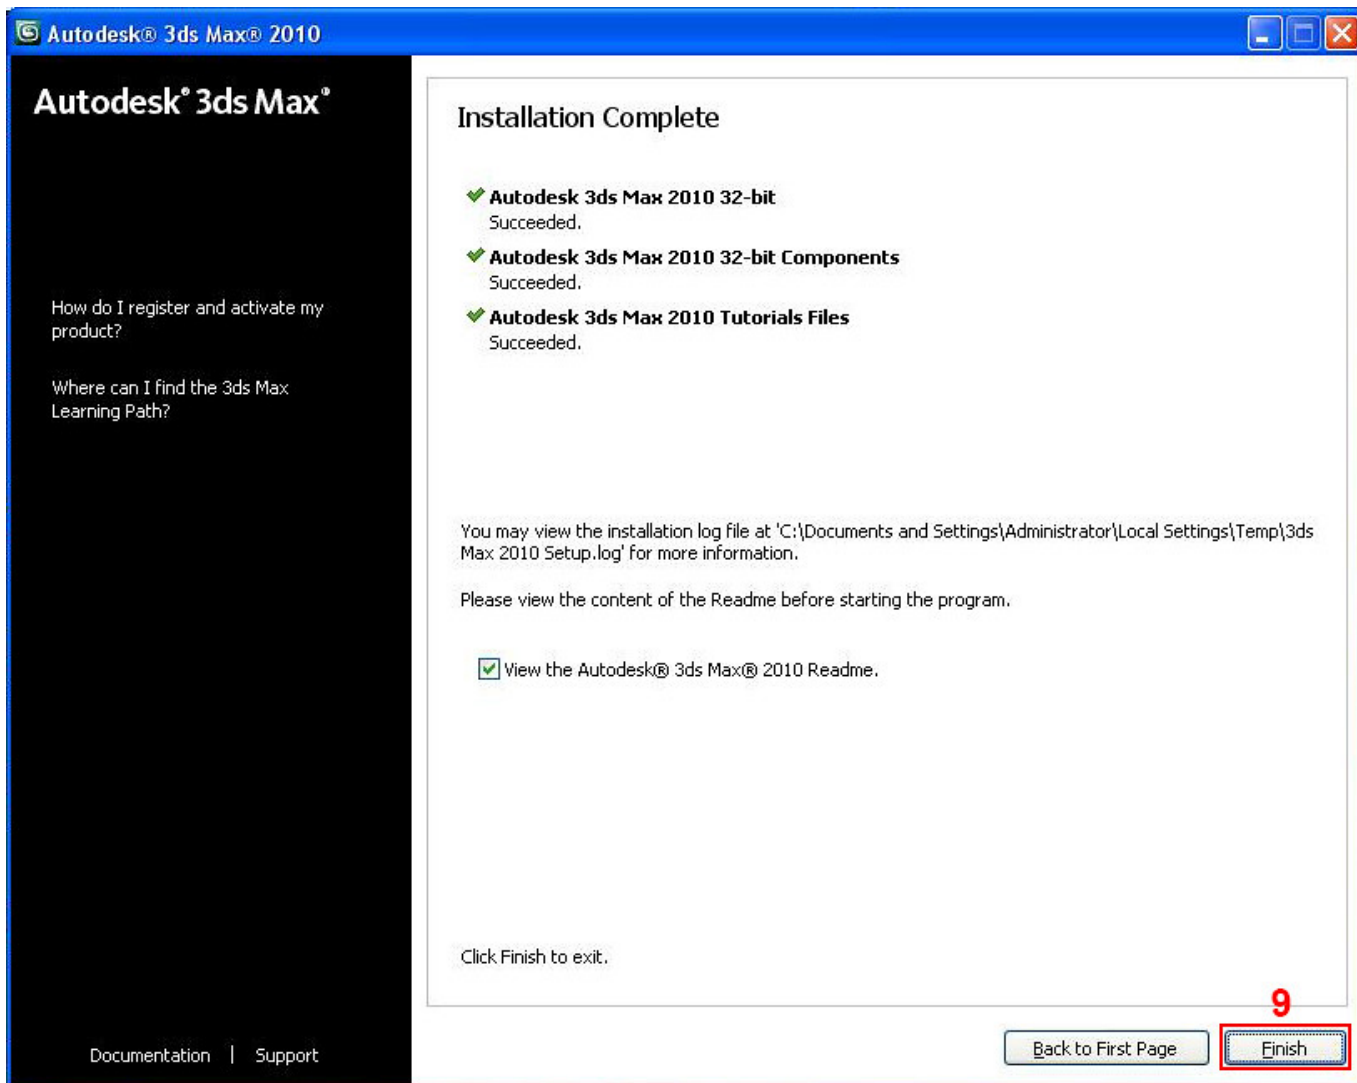 Autodesk® 3ds Max® 2010
Autodesk® 3ds Max®
How do I register and activate my
product?
Where can I find the 3ds Max
Learning Path?
Documentation | Support
Installation Complete
Autodesk 3ds Max 2010 32-bit
Succeeded.
Autodesk 3ds Max 2010 32-bit Components
Succeeded.
Autodesk 3ds Max 2010 Tutorials Files
Succeeded.
You may view the installation log file at 'C:\Documents and Settings\Administrator\Local Settings\Temp\3ds
Max 2010 Setup.log' for more information.
Please view the content of the Readme before starting the program.
View the Autodesk® 3ds Max® 2010 Readme.
Click Finish to exit.
9
Back to First Page
Finish